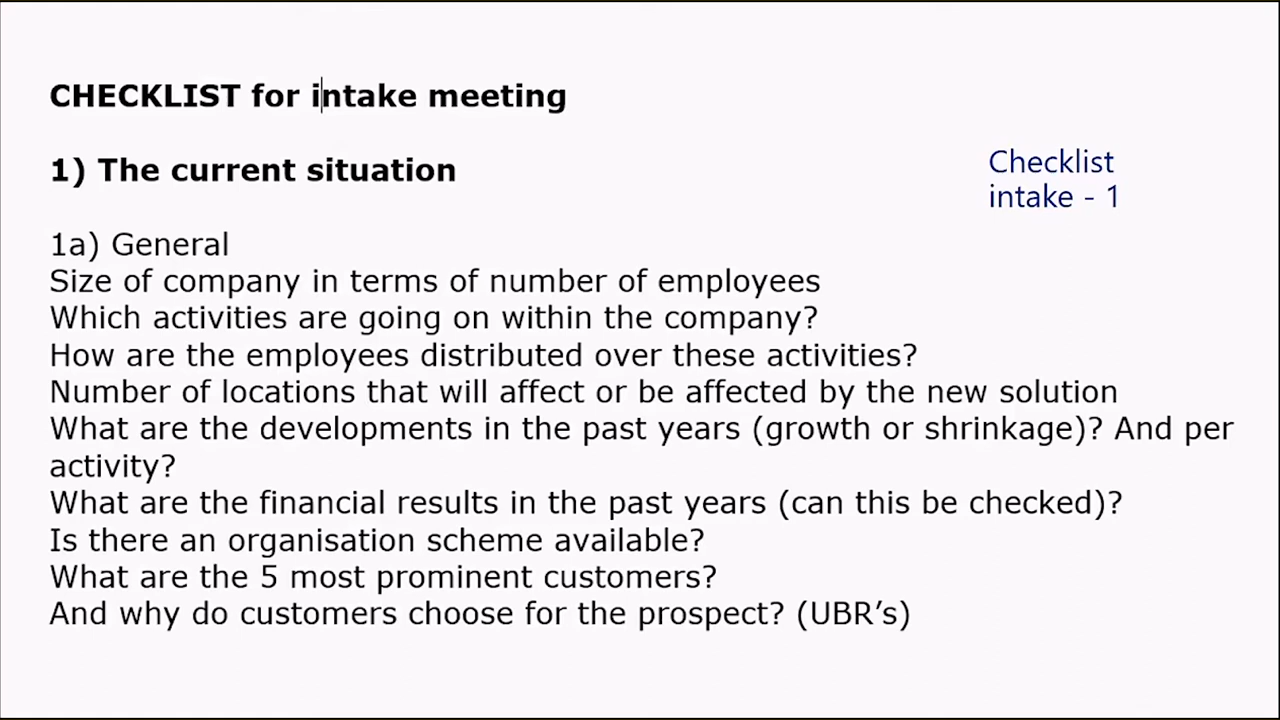 CHECKLIST for intake meeting
1) The current situation
Checklist
intake - 1
1a) General
Size of company in terms of number of employees
Which activities are going on within the company?
How are the employees distributed over these activities?
Number of locations that will affect or be affected by the new solution
What are the developments in the past years (growth or shrinkage)? And per
activity?
What are the financial results in the past years (can this be checked)?
Is there an organisation scheme available?
What are the 5 most prominent customers?
And why do customers choose for the prospect? (UBR’s)